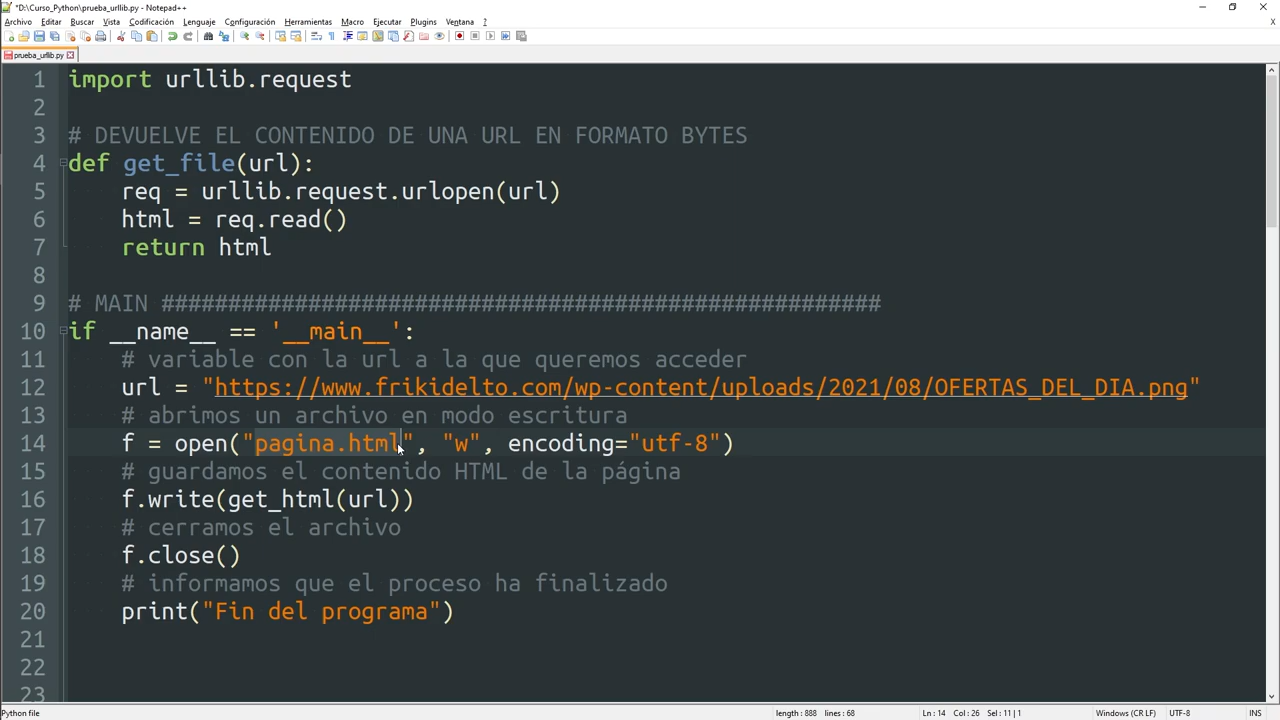 *D:\Curso_Python\prueba_urllib.py - Notepad++
Archivo Editar Buscar Vista Codificación Lenguaje Configuración Herramientas Macro Ejecutar Plugins Ventana ? X
prueba_urllib.py
1 import urllib.request
2
3 # DEVUELVE EL CONTENIDO DE UNA URL EN FORMATO BYTES
4 def get_file(url):
5 req = urllib.request.urlopen(url)
6 html = req.read()
7 return html
8
9 # MAIN ######################################################
10 if __name__ == '__main__':
11 # variable con la url a la que queremos acceder
12 url = "https://www.frikidelto.com/wp-content/uploads/2021/08/OFERTAS_DEL_DIA.png"
13 # abrimos un archivo en modo escritura
14 f = open("pagina.html", "w", encoding="utf-8")
15 # guardamos el contenido HTML de la página
16 f.write(get_html(url))
17 # cerramos el archivo
18 f.close()
19 # informamos que el proceso ha finalizado
20 print("Fin del programa")
21
22
23
Python file length : 888 lines : 68 Ln : 14 Col : 26 Sel : 11 | 1 Windows (CR LF) UTF-8 INS